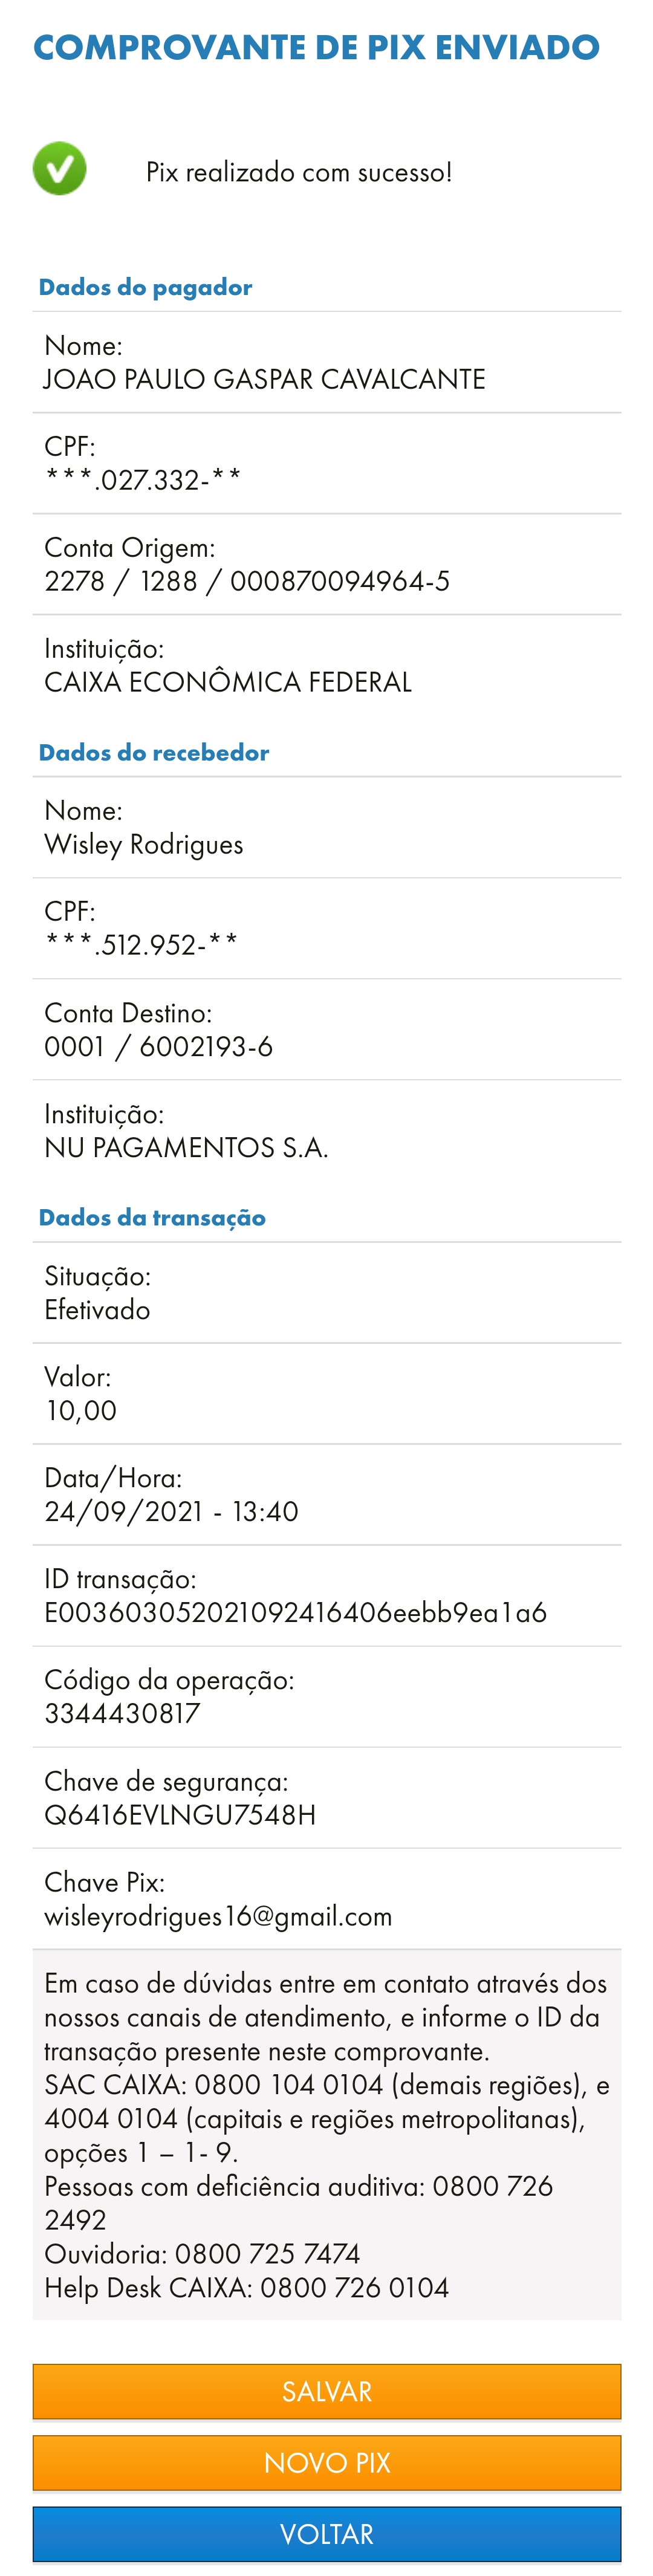 COMPROVANTE DE PIX ENVIADO
Pix realizado com sucesso!
Dados do pagador
Nome:
JOAO PAULO GASPAR CAVALCANTE
CPF:
***.027.332-**
Conta Origem:
2278 / 1288 / 000870094964-5
Instituição:
CAIXA ECONÔMICA FEDERAL
Dados do recebedor
Nome:
Wisley Rodrigues
CPF:
***.512.952-**
Conta Destino:
0001 / 6002193-6
Instituição:
NU PAGAMENTOS S.A.
Dados da transação
Situação:
Efetivado
Valor:
10,00
Data/Hora:
24/09/2021 - 13:40
ID transação:
E003603052021092416406eebb9ea1a6
Código da operação:
3344430817
Chave de segurança:
Q6416EVLNGU7548H
Chave Pix:
wisleyrodrigues16@gmail.com
Em caso de dúvidas entre em contato através dos
nossos canais de atendimento, e informe o ID da
transação presente neste comprovante.
SAC CAIXA: 0800 104 0104 (demais regiões), e
4004 0104 (capitais e regiões metropolitanas),
opções 1 – 1- 9.
Pessoas com deficiência auditiva: 0800 726
2492
Ouvidoria: 0800 725 7474
Help Desk CAIXA: 0800 726 0104
SALVAR
NOVO PIX
VOLTAR